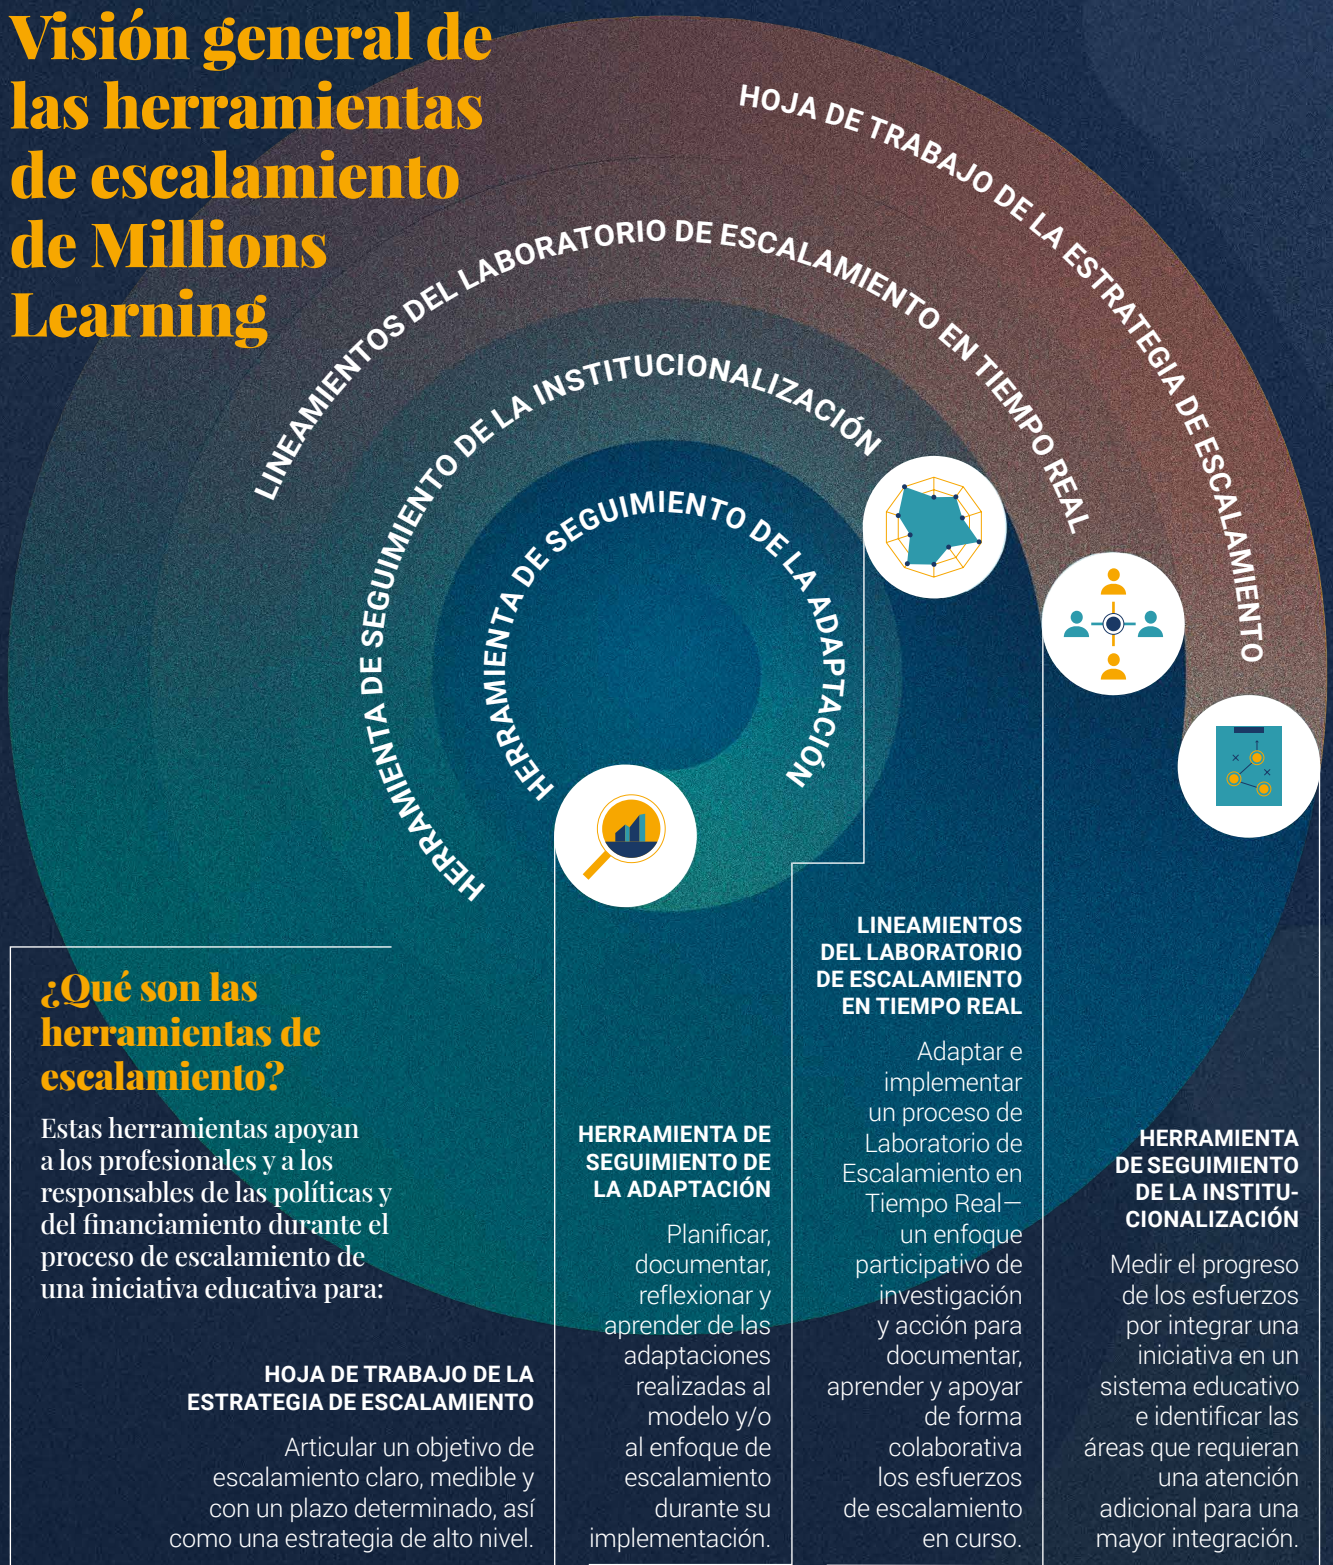 Visión general de
las herramientas
de escalamiento
de Millions
Learning
HOJA DE TRABAJO DE LA ESTRATEGIA DE ESCALAMIENTO
LINEAMIENTOS DEL LABORATORIO DE ESCALAMIENTO EN TIEMPO REAL
HERRAMIENTA DE SEGUIMIENTO DE LA INSTITUCIONALIZACIÓN
HERRAMIENTA DE SEGUIMIENTO DE LA ADAPTACIÓN
¿Qué son las
herramientas de
escalamiento?
Estas herramientas apoyan
a los profesionales y a los
responsables de las políticas y
del financiamiento durante el
proceso de escalamiento de
una iniciativa educativa para:
HOJA DE TRABAJO DE LA
ESTRATEGIA DE ESCALAMIENTO
Articular un objetivo de
escalamiento claro, medible y
con un plazo determinado, así
como una estrategia de alto nivel.
HERRAMIENTA DE
SEGUIMIENTO DE
LA ADAPTACIÓN
Planificar,
documentar,
reflexionar y
aprender de las
adaptaciones
realizadas al
modelo y/o
al enfoque de
escalamiento
durante su
implementación.
LINEAMIENTOS
DEL LABORATORIO
DE ESCALAMIENTO
EN TIEMPO REAL
Adaptar e
implementar
un proceso de
Laboratorio de
Escalamiento en
Tiempo Real—
un enfoque
participativo de
investigación
y acción para
documentar,
aprender y apoyar
de forma
colaborativa
los esfuerzos
de escalamiento
en curso.
HERRAMIENTA
DE SEGUIMIENTO
DE LA INSTITU-
CIONALIZACIÓN
Medir el progreso
de los esfuerzos
por integrar una
iniciativa en un
sistema educativo
e identificar las
áreas que requieran
una atención
adicional para una
mayor integración.